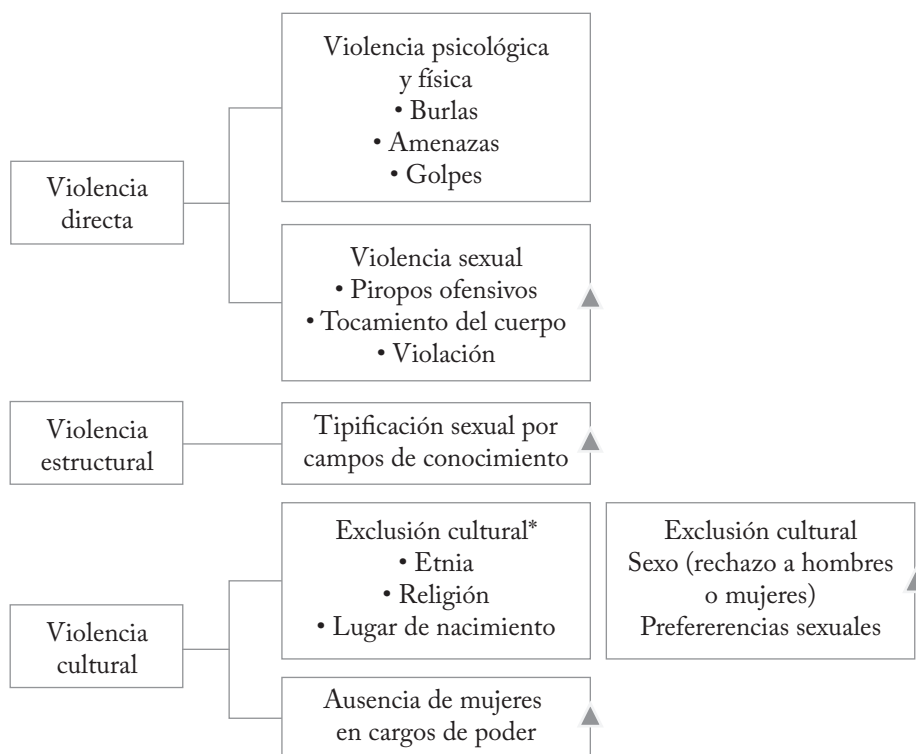 Violencia psicológica
y física
• Burlas
• Amenazas
• Golpes
Violencia
directa
Violencia sexual
• Piropos ofensivos
• Tocamiento del cuerpo
• Violación
Violencia
estructural
Tipificación sexual por
campos de conocimiento
Exclusión cultural*
• Etnia
• Religión
• Lugar de nacimiento
Exclusión cultural
Sexo (rechazo a hombres
o mujeres)
Prefererencias sexuales
Violencia
cultural
Ausencia de mujeres
en cargos de poder